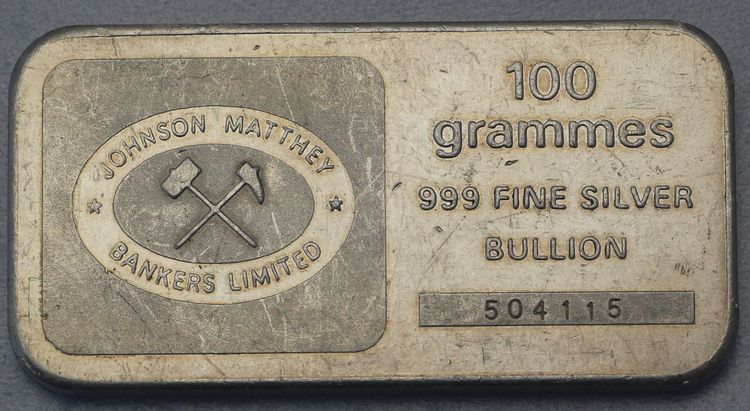 JOHNSON MATTHEY
BANKERS LIMITED
100
grammes
999 FINE SILVER
BULLION
504115